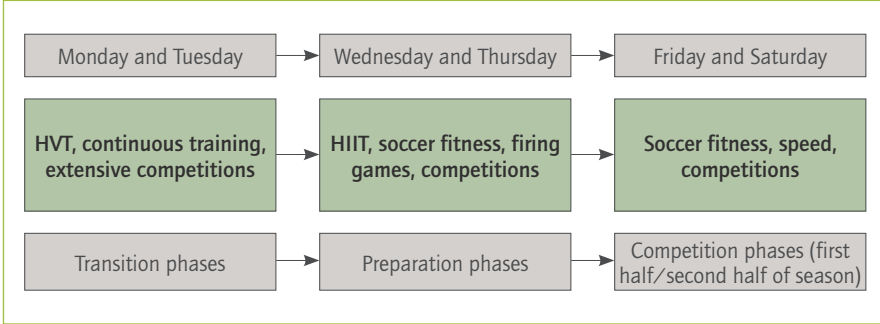 Monday and Tuesday
Wednesday and Thursday
Friday and Saturday
HVT, continuous training,
extensive competitions
HIIT, soccer fitness, firing
games, competitions
Soccer fitness, speed,
competitions
Transition phases
Preparation phases
Competition phases (first
half/second half of season)